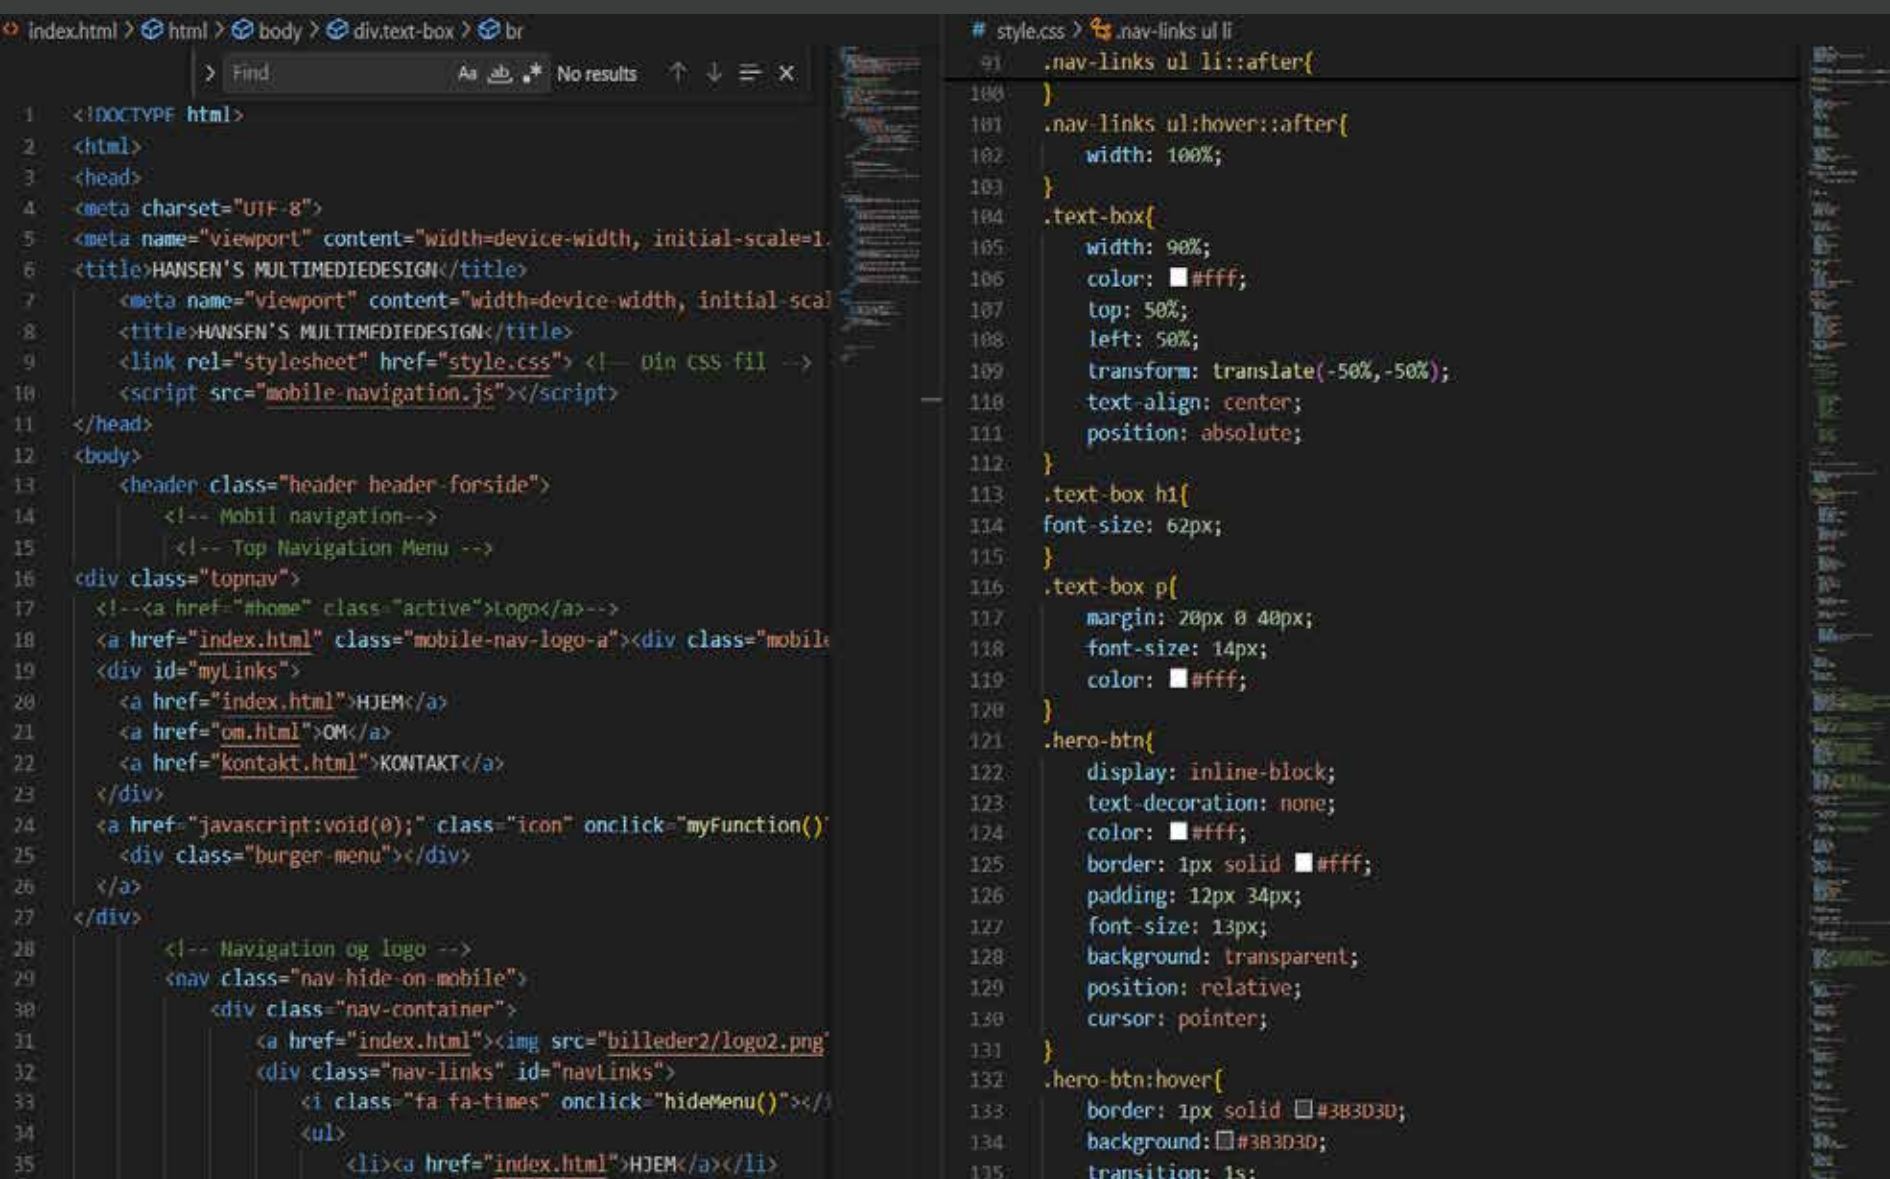 index.html > html > body > div.text-box > br
Find Aa ab .* No results
1 <!DOCTYPE html>
2 <html>
3 <head>
4 <meta charset="UTF-8">
5 <meta name="viewport" content="width=device-width, initial-scale=1.
6 <title>HANSEN'S MULTIMEDIEDESIGN</title>
7 <meta name="viewport" content="width=device-width, initial-scal
8 <title>HANSEN'S MULTIMEDIEDESIGN</title>
9 <link rel="stylesheet" href="style.css"> <!-- Din CSS-fil -->
10 <script src="mobile-navigation.js"></script>
11 </head>
12 <body>
13 <header class="header header-forside">
14 <!-- Mobil navigation-->
15 <!-- Top Navigation Menu -->
16 <div class="topnav">
17 <!--<a href="#home" class="active">Logo</a>-->
18 <a href="index.html" class="mobile-nav-logo-a"><div class="mobile
19 <div id="myLinks">
20 <a href="index.html">HJEM</a>
21 <a href="om.html">OM</a>
22 <a href="kontakt.html">KONTAKT</a>
23 </div>
24 <a href="javascript:void(0);" class="icon" onclick="myFunction()"
25 <div class="burger-menu"></div>
26 </a>
27 </div>
28 <!-- Navigation og logo -->
29 <nav class="nav-hide-on-mobile">
30 <div class="nav-container">
31 <a href="index.html"><img src="billeder2/logo2.png"
32 <div class="nav-links" id="navLinks">
33 <i class="fa fa-times" onclick="hideMenu()"></i
34 <ul>
35 <li><a href="index.html">HJEM</a></li>
# style.css > .nav-links ul li
91 .nav-links ul li::after{
100 }
101 .nav-links ul:hover::after{
102 width: 100%;
103 }
104 .text-box{
105 width: 90%;
106 color: #fff;
107 top: 50%;
108 left: 50%;
109 transform: translate(-50%,-50%);
110 text-align: center;
111 position: absolute;
112 }
113 .text-box h1{
114 font-size: 62px;
115 }
116 .text-box p{
117 margin: 20px 0 40px;
118 font-size: 14px;
119 color: #fff;
120 }
121 .hero-btn{
122 display: inline-block;
123 text-decoration: none;
124 color: #fff;
125 border: 1px solid #fff;
126 padding: 12px 34px;
127 font-size: 13px;
128 background: transparent;
129 position: relative;
130 cursor: pointer;
131 }
132 .hero-btn:hover{
133 border: 1px solid #3B3D3D;
134 background: #3B3D3D;
135 transition: 1s;